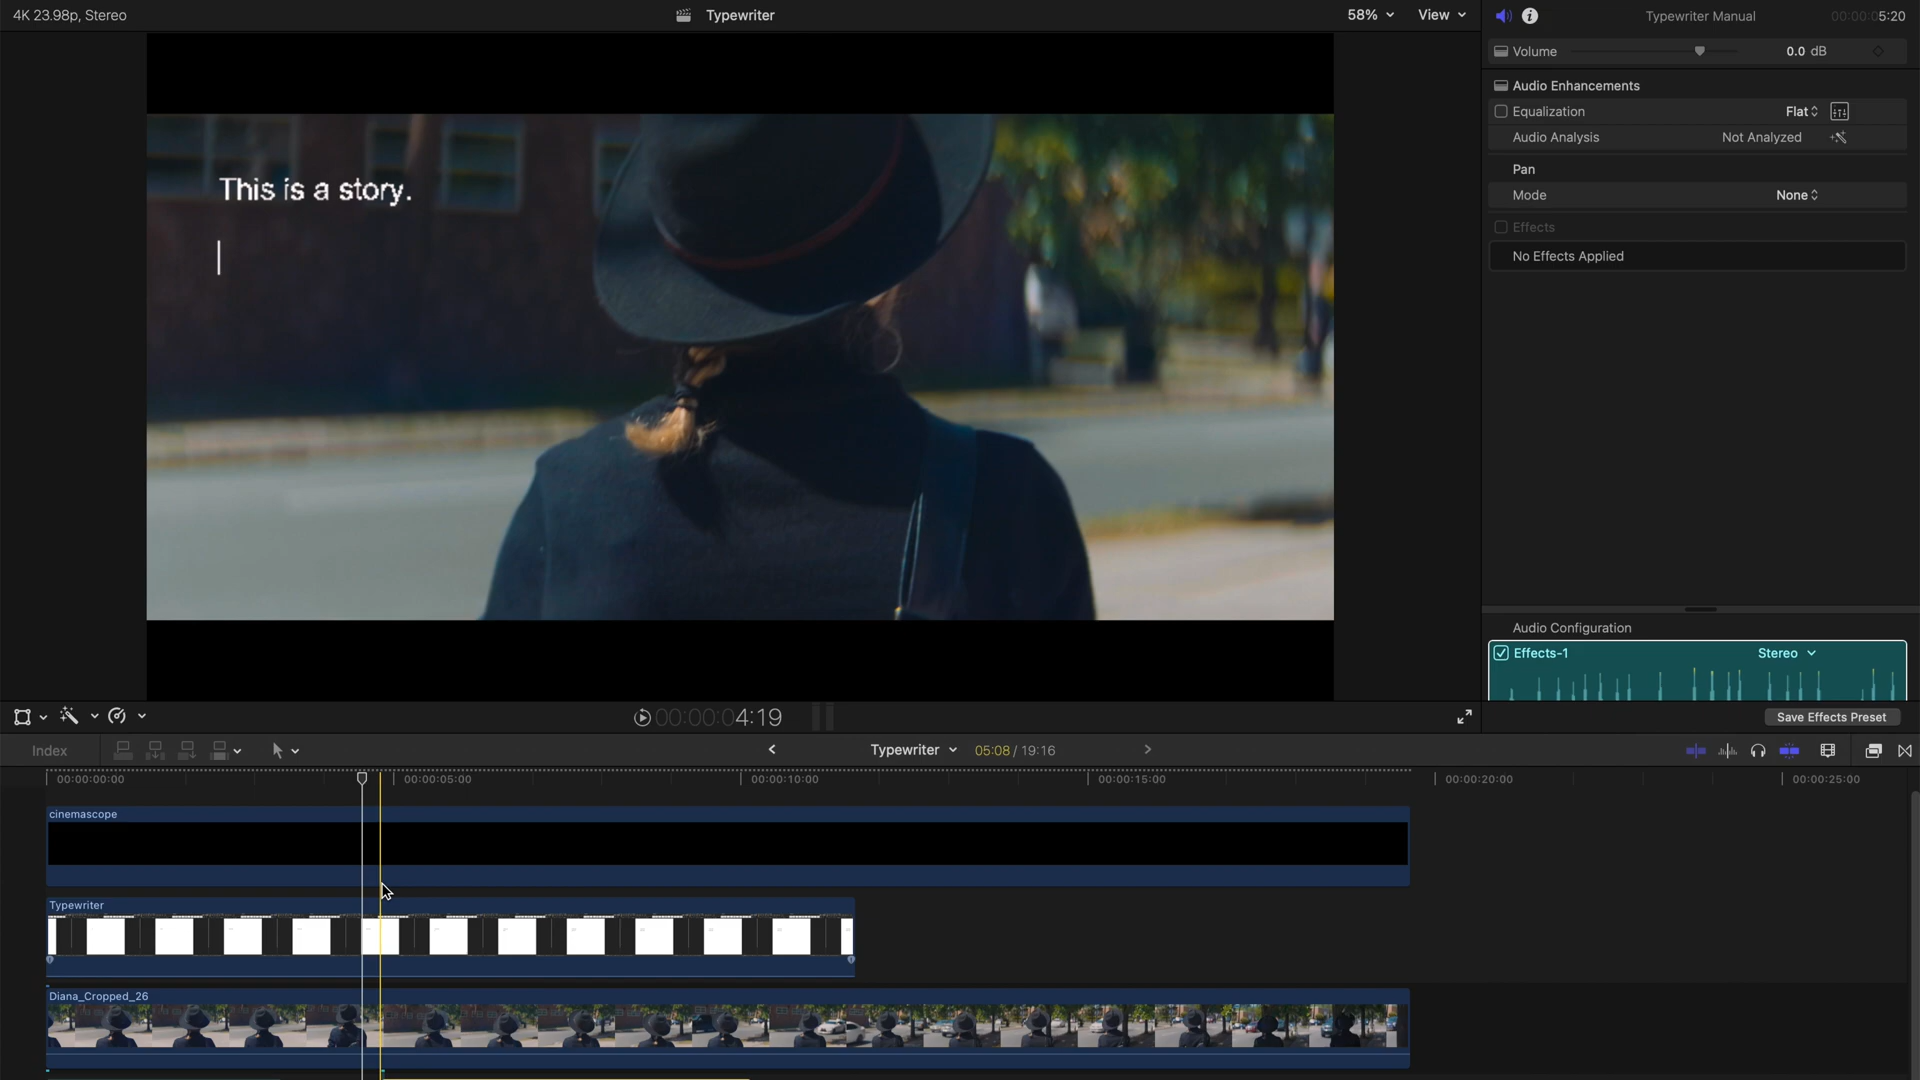 4K 23.98p, Stereo
Typewriter
58%
View
Typewriter Manual
00:00:05:20
Volume
0.0 dB
Audio Enhancements
Equalization
Flat
Audio Analysis
Not Analyzed
Pan
Mode
None
Effects
No Effects Applied
This is a story.
Audio Configuration
Effects-1
Stereo
00:00:04:19
Save Effects Preset
Index
Typewriter
05:08 / 19:16
00:00:00:00
00:00:05:00
00:00:10:00
00:00:15:00
00:00:20:00
00:00:25:00
cinemascope
Typewriter
Diana_Cropped_26